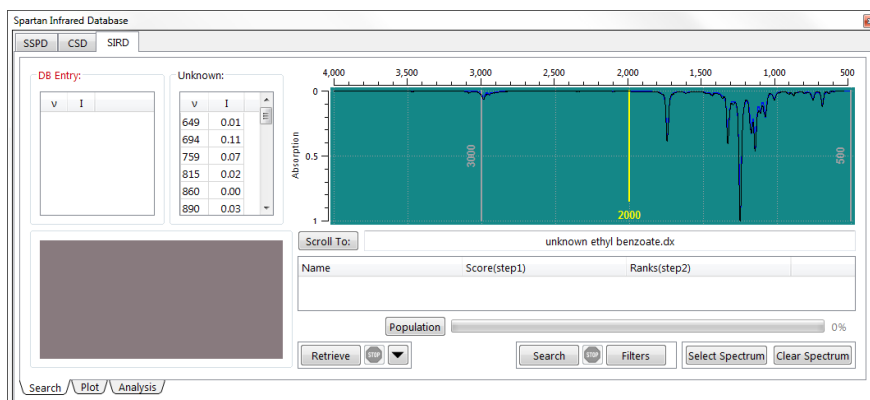 Spartan Infrared Database
SSPD CSD SIRD
DB Entry: Unknown:
ν I
ν I
649 0.01
694 0.11
759 0.07
815 0.02
860 0.00
890 0.03
4,000 3,500 3,000 2,500 2,000 1,500 1,000 500
Absorption
0
0.5
1
3000
2000
500
Scroll To: unknown ethyl benzoate.dx
Name Score(step1) Ranks(step2)
Population 0%
Retrieve STOP Search STOP Filters Select Spectrum Clear Spectrum
Search Plot Analysis